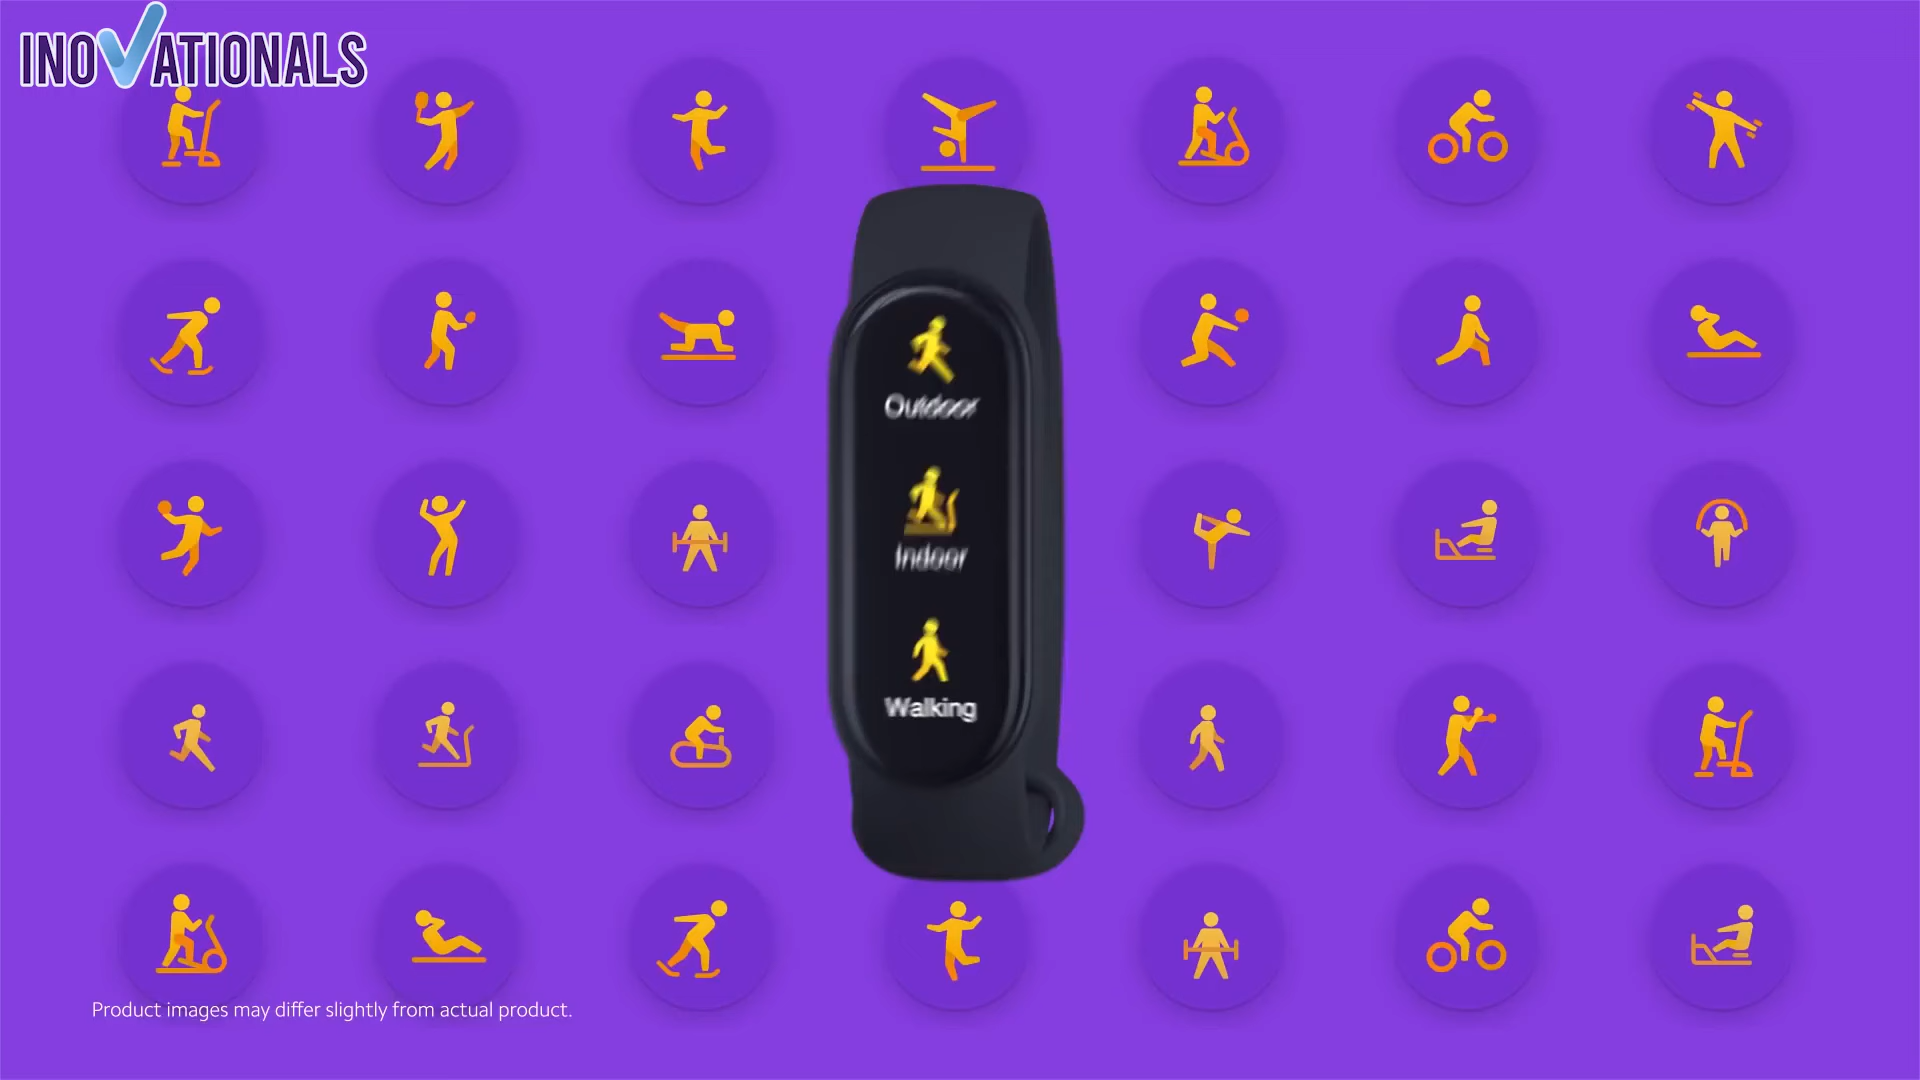 INOVATIONALS
Outdoor
Indoor
Walking
Product images may differ slightly from actual product.